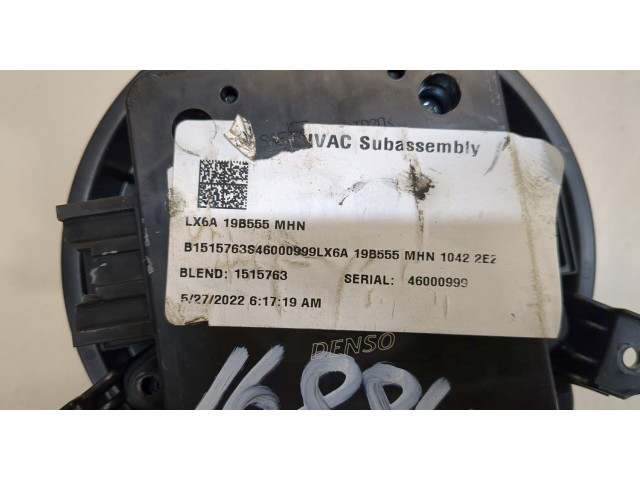 HVAC Subassembly
LX6A 19B555 MHN
B1515763S46000999LX6A 19B555 MHN 1042 2E2
BLEND: 1515763 SERIAL: 46000999
5/27/2022 6:17:19 AM
DENSO